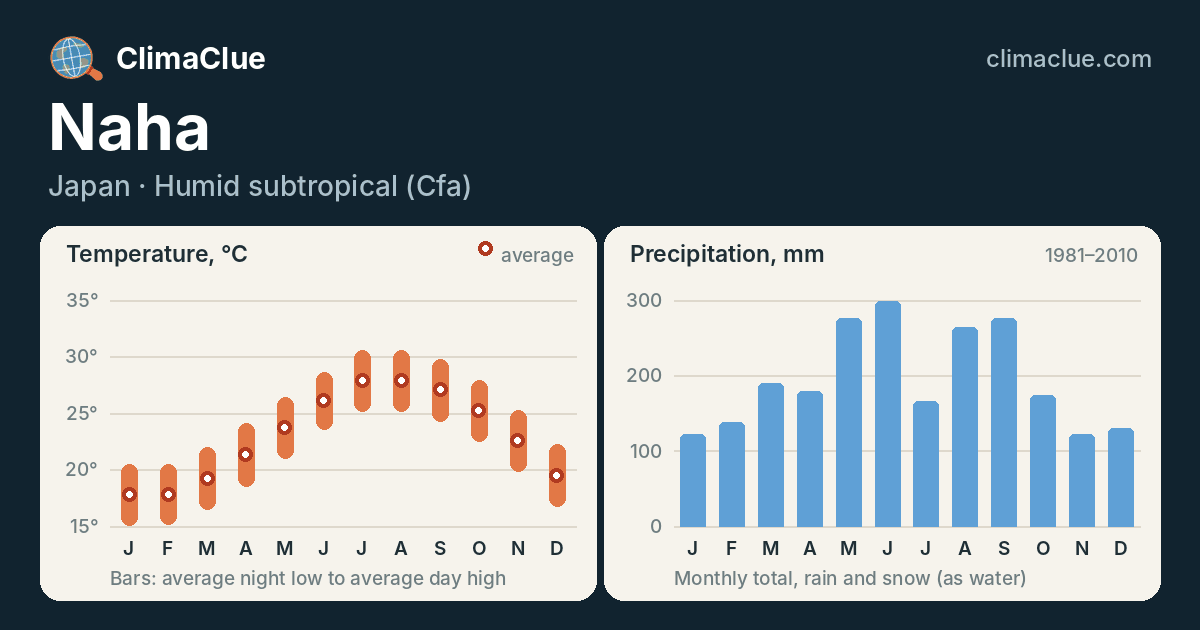 ClimaClue
climaclue.com
Naha
Japan · Humid subtropical (Cfa)
Temperature, °C
average
35°
30°
25°
20°
15°
J F M A M J J A S O N D
Bars: average night low to average day high
Precipitation, mm
1981–2010
300
200
100
0
J F M A M J J A S O N D
Monthly total, rain and snow (as water)